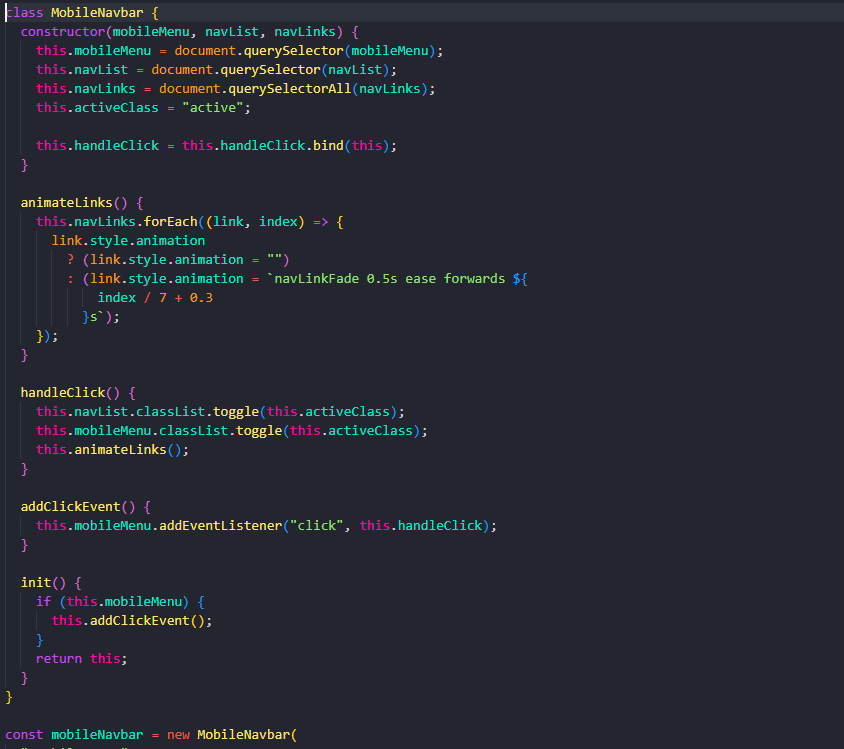 class MobileNavbar {
constructor(mobileMenu, navList, navLinks) {
this.mobileMenu = document.querySelector(mobileMenu);
this.navList = document.querySelector(navList);
this.navLinks = document.querySelectorAll(navLinks);
this.activeClass = "active";
this.handleClick = this.handleClick.bind(this);
}
animateLinks() {
this.navLinks.forEach((link, index) => {
link.style.animation
? (link.style.animation = "")
: (link.style.animation = `navLinkFade 0.5s ease forwards ${
index / 7 + 0.3
}s`);
});
}
handleClick() {
this.navList.classList.toggle(this.activeClass);
this.mobileMenu.classList.toggle(this.activeClass);
this.animateLinks();
}
addClickEvent() {
this.mobileMenu.addEventListener("click", this.handleClick);
}
init() {
if (this.mobileMenu) {
this.addClickEvent();
}
return this;
}
}
const mobileNavbar = new MobileNavbar(